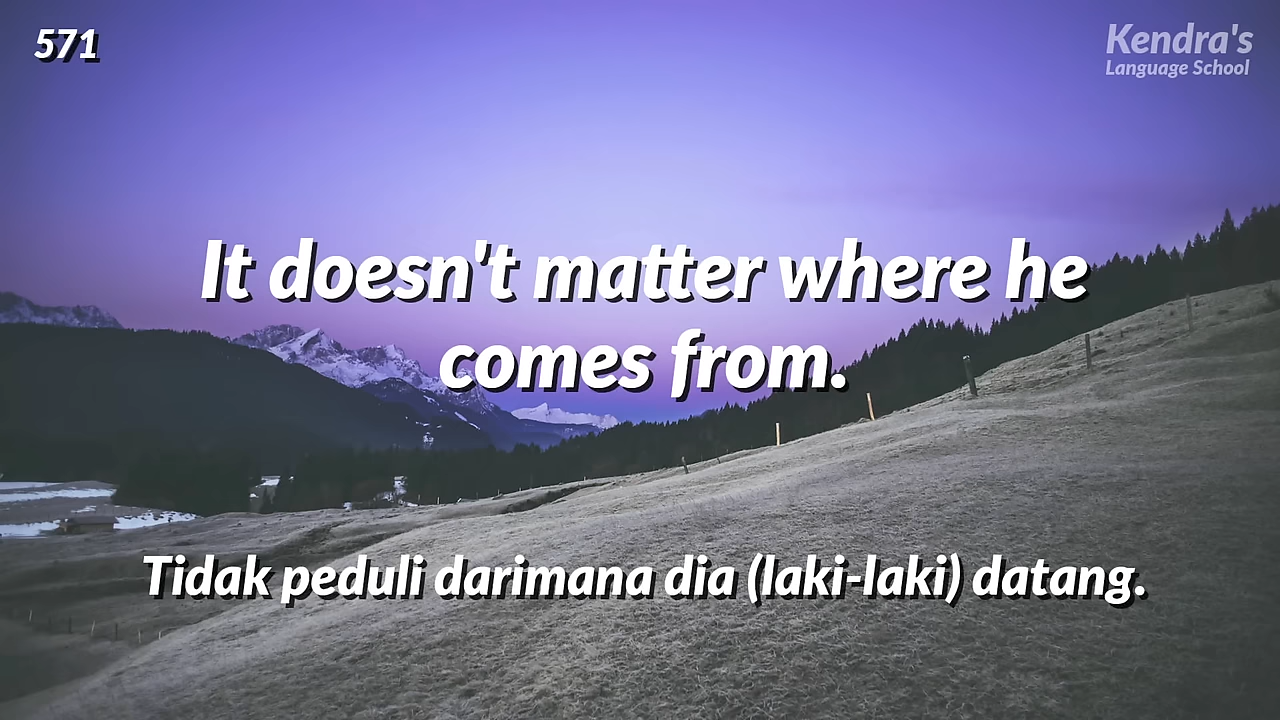 571
Kendra's
Language School
It doesn't matter where he
comes from.
Tidak peduli darimana dia (laki-laki) datang.